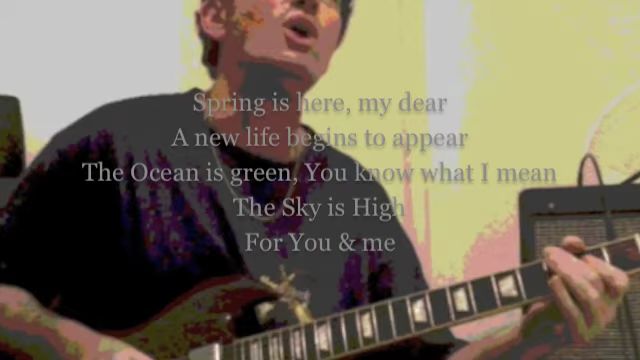 Spring is here, my dear
A new life begins to appear
The Ocean is green, You know what I mean
The Sky is High
For You & me